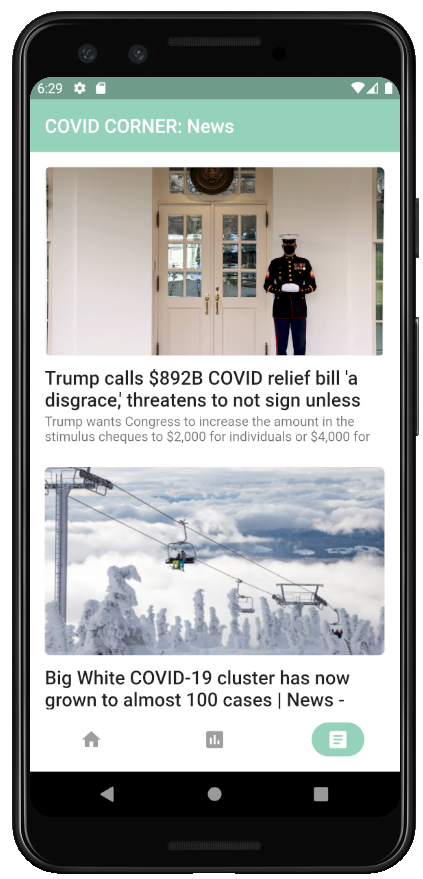 6:29
COVID CORNER: News
Trump calls $892B COVID relief bill 'a
disgrace,' threatens to not sign unless
Trump wants Congress to increase the amount in the
stimulus cheques to $2,000 for individuals or $4,000 for
Big White COVID-19 cluster has now
grown to almost 100 cases | News -